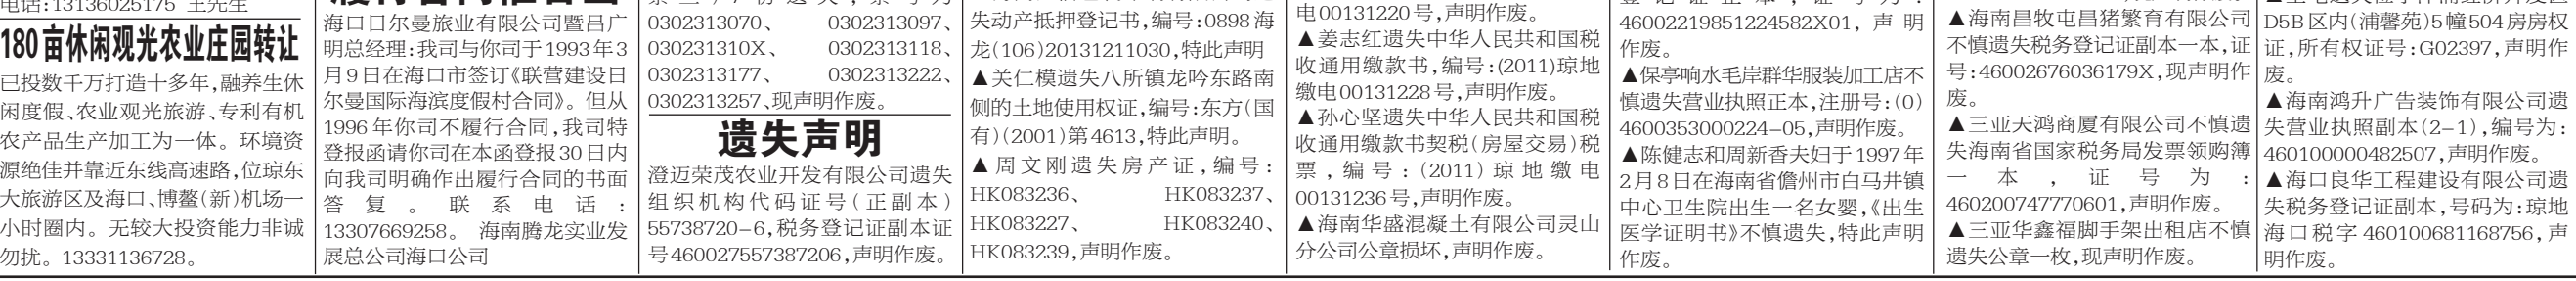 电话:13136025175 王先生
180亩休闲观光农业庄园转让
已投数千万打造十多年,融养生休
闲度假、农业观光旅游、专利有机
农产品生产加工为一体。环境资
源绝佳并靠近东线高速路,位琼东
大旅游区及海口、博鳌(新)机场一
小时圈内。无较大投资能力非诚
勿扰。13331136728。
海口日尔曼旅业有限公司暨吕广
明总经理:我司与你司于1993年3
月9日在海口市签订《联营建设日
尔曼国际海滨度假村合同》。但从
1996年你司不履行合同,我司特
登报函请你司在本函登报30日内
向我司明确作出履行合同的书面
答复。联系电话:
13307669258。 海南腾龙实业发
展总公司海口公司
0302313070、 0302313097、
030231310X、 0302313118、
0302313177、 0302313222、
0302313257、现声明作废。
遗失声明
澄迈荣茂农业开发有限公司遗失
组织机构代码证号(正副本)
55738720-6,税务登记证副本证
号460027557387206,声明作废。
失动产抵押登记书,编号:0898海
龙(106)20131211030,特此声明
▲关仁模遗失八所镇龙吟东路南
侧的土地使用权证,编号:东方(国
有)(2001)第4613,特此声明。
▲周文刚遗失房产证,编号:
HK083236、 HK083237、
HK083227、 HK083240、
HK083239,声明作废。
电00131220号,声明作废。
▲姜志红遗失中华人民共和国税
收通用缴款书,编号:(2011)琼地
缴电00131228号,声明作废。
▲孙心坚遗失中华人民共和国税
收通用缴款书契税(房屋交易)税
票,编号:(2011)琼地缴电
00131236号,声明作废。
▲海南华盛混凝土有限公司灵山
分公司公章损坏,声明作废。
46002219851224582X01,声明
作废。
▲保亭响水毛岸群华服装加工店不
慎遗失营业执照正本,注册号:(0)
4600353000224-05,声明作废。
▲陈健志和周新香夫妇于1997年
2月8日在海南省儋州市白马井镇
中心卫生院出生一名女婴,《出生
医学证明书》不慎遗失,特此声明
作废。
▲海南昌牧屯昌猪繁育有限公司
不慎遗失税务登记证副本一本,证
号:46002676036179X,现声明作
废。
▲三亚天鸿商厦有限公司不慎遗
失海南省国家税务局发票领购簿
一本,证号为:
460200747770601,声明作废。
▲三亚华鑫福脚手架出租店不慎
遗失公章一枚,现声明作废。
D5B区内(浦馨苑)5幢504房房权
证,所有权证号:G02397,声明作
废。
▲海南鸿升广告装饰有限公司遗
失营业执照副本(2-1),编号为:
460100000482507,声明作废。
▲海口良华工程建设有限公司遗
失税务登记证副本,号码为:琼地
海口税字460100681168756,声
明作废。